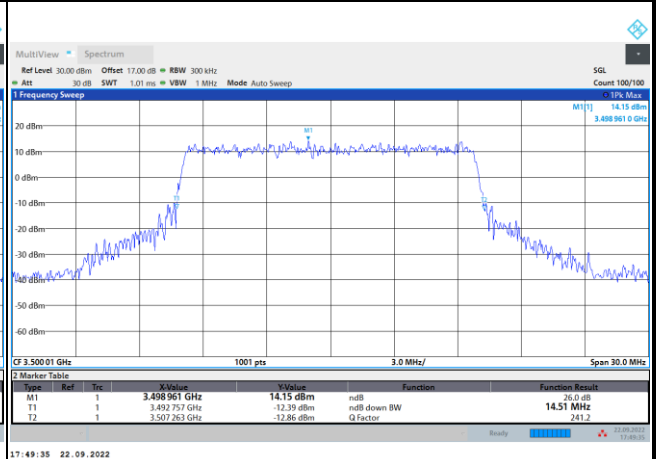 MultiView Spectrum
Ref Level 30.00 dBm Offset 17.00 dB RBW 300 kHz SGL
Att 30 dB SWT 1.01 ms VBW 1 MHz Mode Auto Sweep Count 100/100
1 Frequency Sweep 1Pk Max
M1[1] 14.15 dBm
3.498 961 0 GHz
20 dBm
M1
10 dBm
0 dBm
-10 dBm
T1 T2
-20 dBm
-30 dBm
-40 dBm
-50 dBm
-60 dBm
CF 3.500 01 GHz 1001 pts 3.0 MHz/ Span 30.0 MHz
2 Marker Table
Type Ref Trc X-Value Y-Value Function Function Result
M1 1 3.498 961 GHz 14.15 dBm ndB 26.0 dB
T1 1 3.492 757 GHz -12.39 dBm ndB down BW 14.51 MHz
T2 1 3.507 263 GHz -12.86 dBm Q Factor 241.2
Ready 22.09.2022
17:49:35
17:49:35 22.09.2022